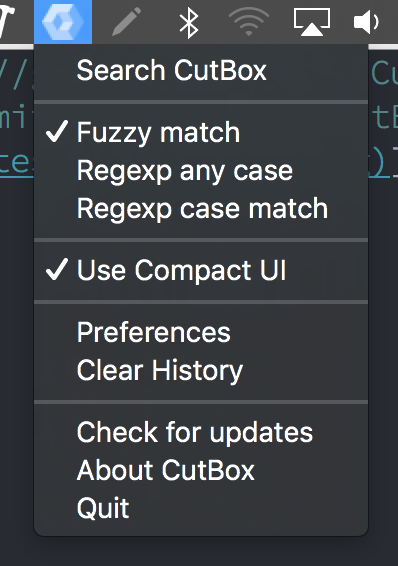 Search CutBox
Fuzzy match
Regexp any case
Regexp case match
Use Compact UI
Preferences
Clear History
Check for updates
About CutBox
Quit